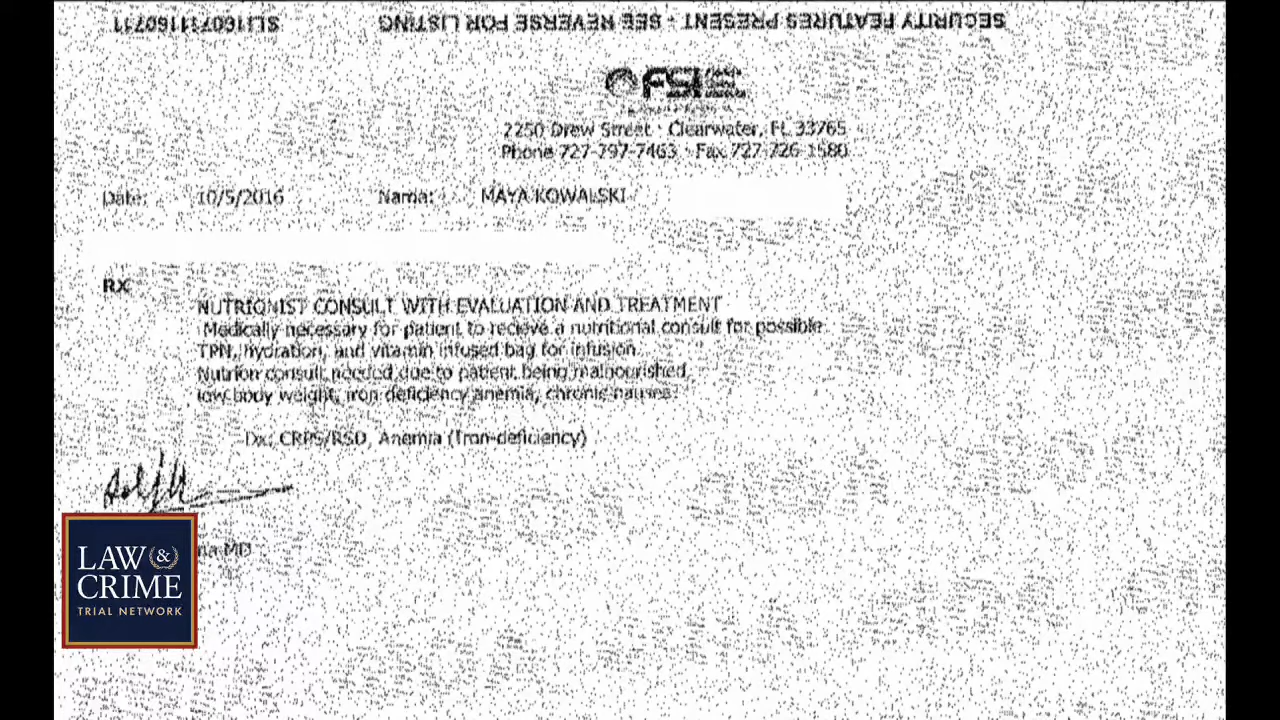 SECURITY FEATURES PRESENT - SEE REVERSE FOR LISTING
SL1160711160711
FSIE
2250 Drew Street · Clearwater, FL 33765
Phone 727-797-7463 · Fax 727-726-1580
Date: 10/5/2016 Name: MAYA KOWALSKI
RX
NUTRIONIST CONSULT WITH EVALUATION AND TREATMENT
Medically necessary for patient to recieve a nutritional consult for possible
TPN, hydration, and vitamin infused bag for infusion.
Nutrion consult needed due to patient being malnourished,
low body weight, iron deficiency anemia, chronic nausea.
Dx: CRPS/RSD, Anemia (Iron-deficiency)
MD
LAW & CRIME
TRIAL NETWORK